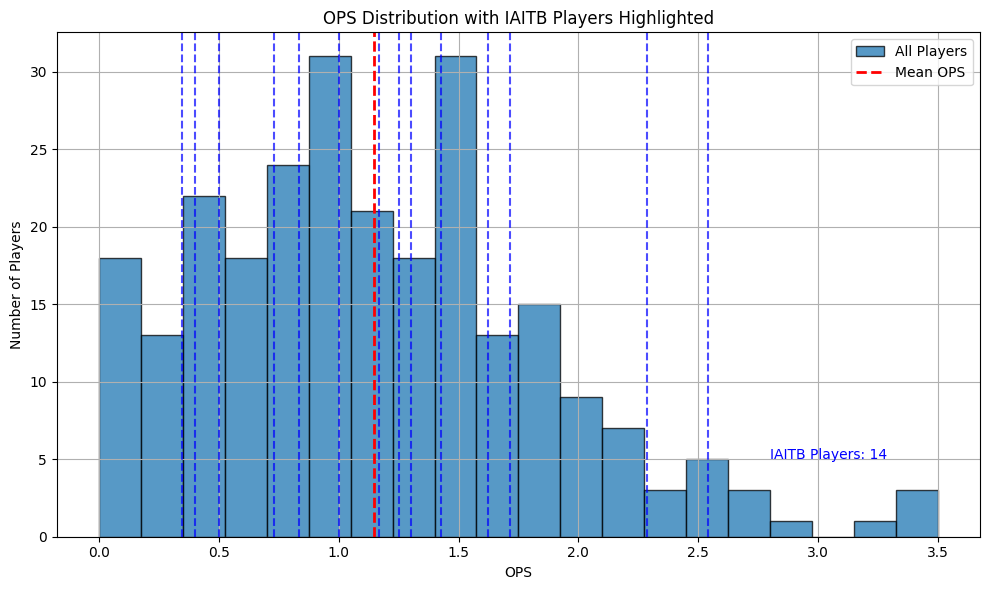 OPS Distribution with IAITB Players Highlighted
All Players
Mean OPS
Number of Players
30
25
20
15
10
5
0
IAITB Players: 14
0.0 0.5 1.0 1.5 2.0 2.5 3.0 3.5
OPS